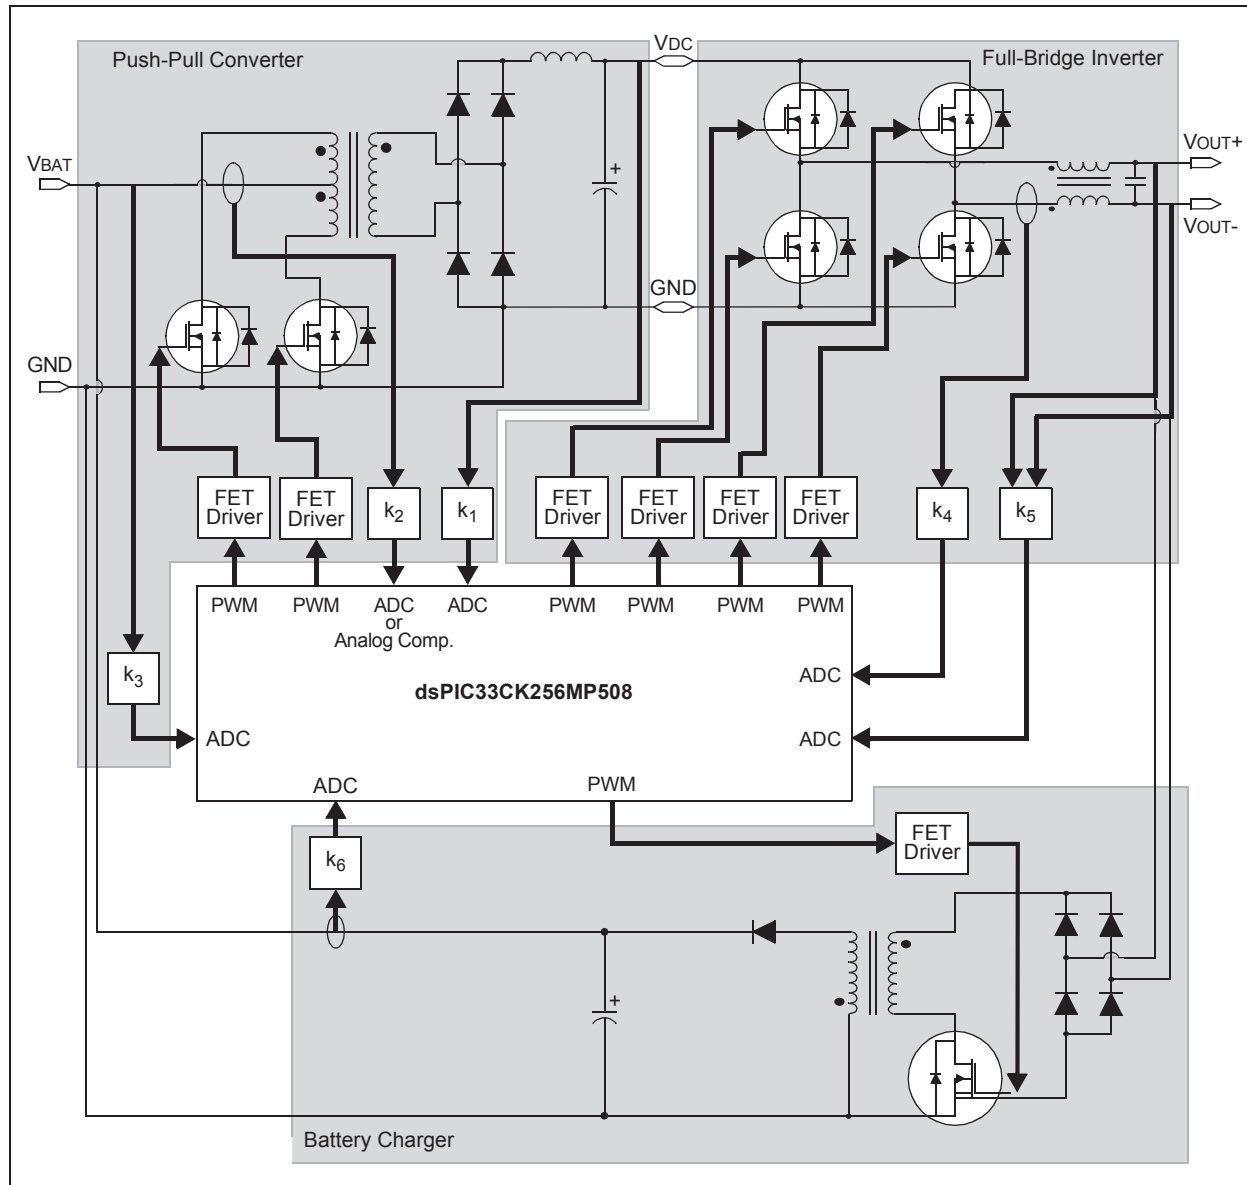 Push-Pull Converter
VDC
Full-Bridge Inverter
VBAT
VOUT+
VOUT-
GND
GND
+
FET
Driver
FET
Driver
k2
k1
FET
Driver
FET
Driver
FET
Driver
FET
Driver
k4
k5
PWM
PWM
ADC
or
Analog Comp.
ADC
PWM
PWM
PWM
PWM
k3
ADC
dsPIC33CK256MP508
ADC
ADC
ADC
PWM
k6
FET
Driver
+
Battery Charger